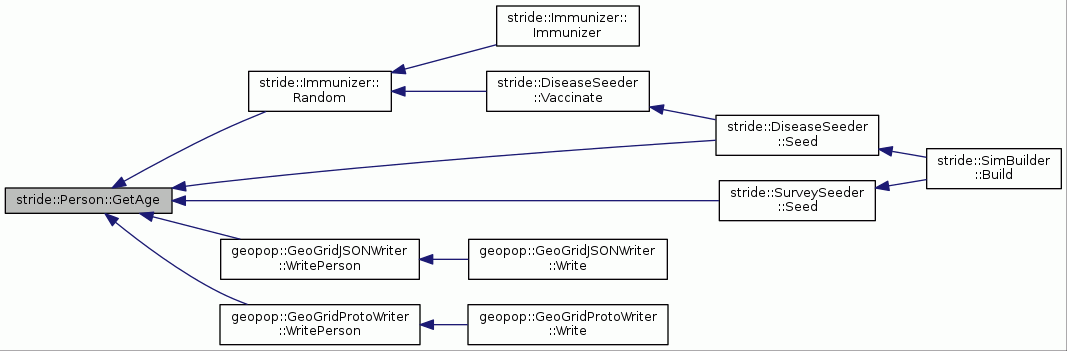 stride::Immunizer::
Immunizer
stride::Immunizer::
Random
stride::DiseaseSeeder
::Vaccinate
stride::DiseaseSeeder
::Seed
stride::SimBuilder
::Build
stride::Person::GetAge
stride::SurveySeeder
::Seed
geopop::GeoGridJSONWriter
::WritePerson
geopop::GeoGridJSONWriter
::Write
geopop::GeoGridProtoWriter
::WritePerson
geopop::GeoGridProtoWriter
::Write